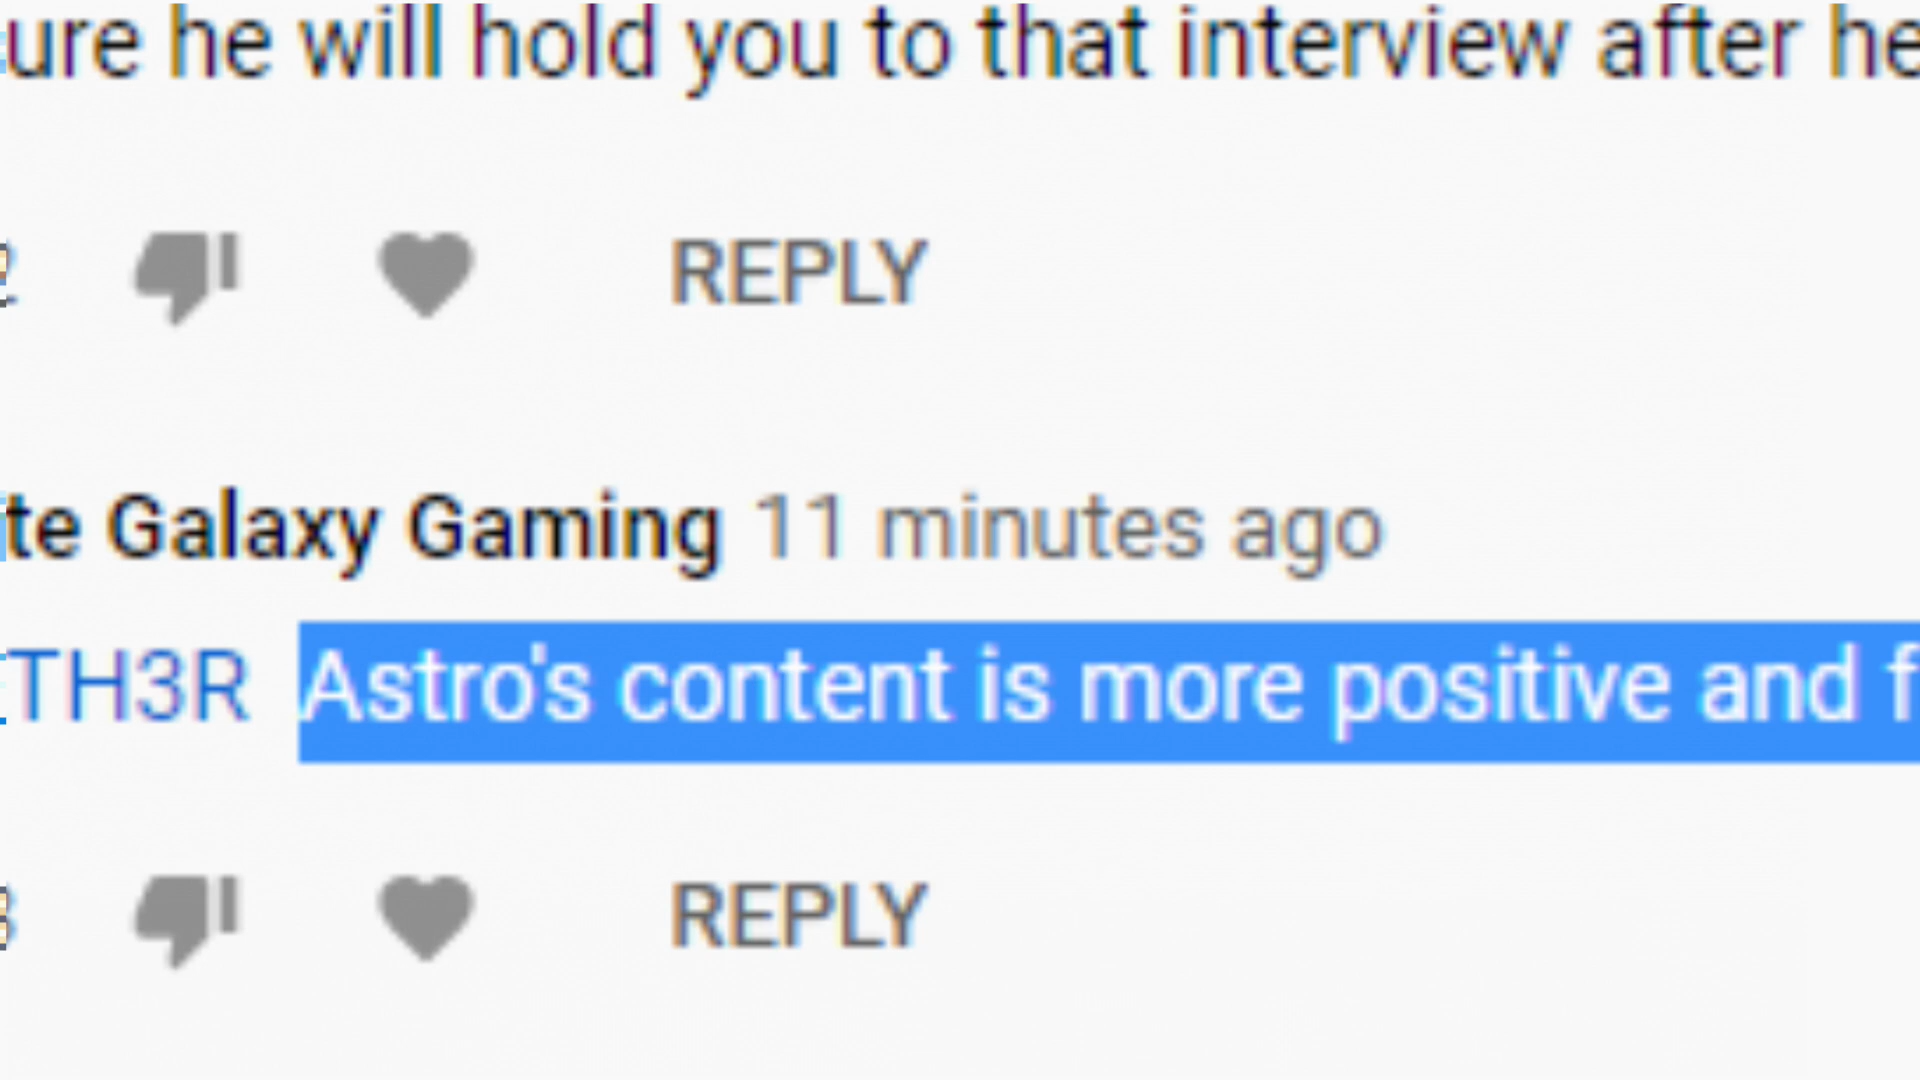 ure he will hold you to that interview after he
REPLY
te Galaxy Gaming 11 minutes ago
TH3R Astro's content is more positive and f
REPLY